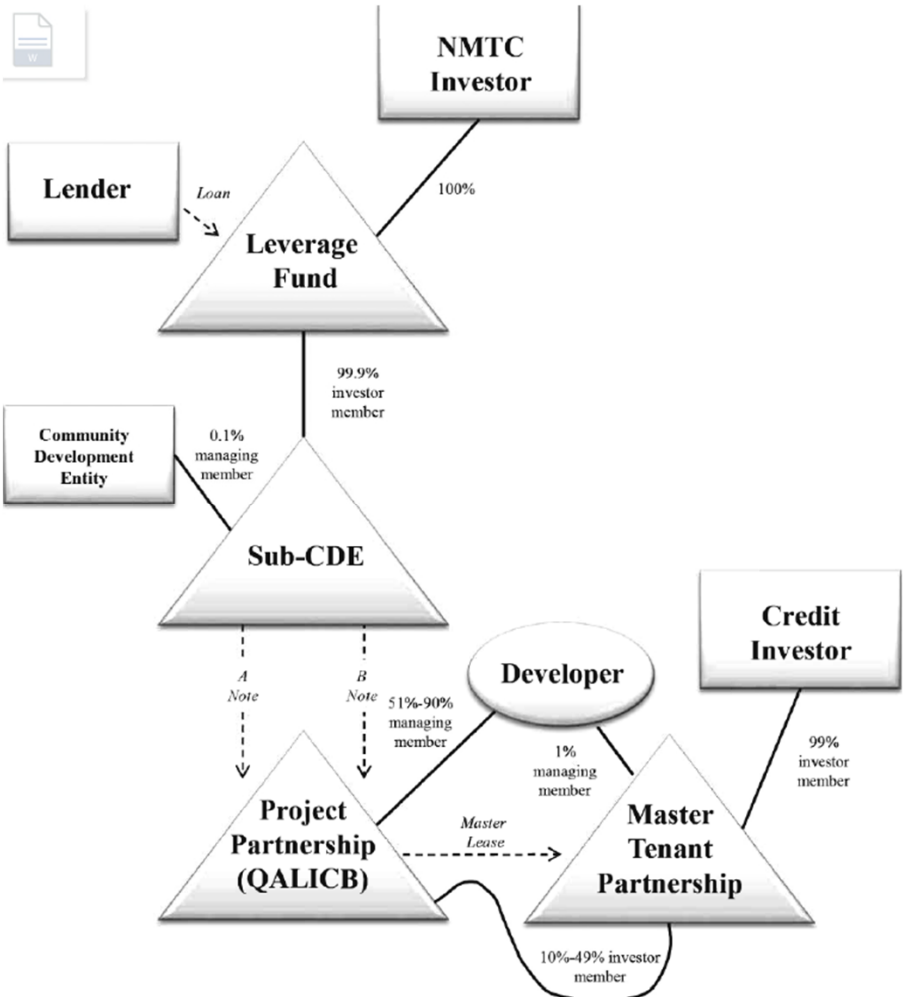 W
NMTC
Investor
Lender
Loan
100%
Leverage
Fund
99.9%
investor
member
Community
Development
Entity
0.1%
managing
member
Sub-CDE
Credit
Investor
Developer
A
Note
B
Note
51%-90%
managing
member
1%
managing
member
99%
investor
member
Project
Partnership
(QALICB)
Master
Lease
Master
Tenant
Partnership
10%-49% investor
member